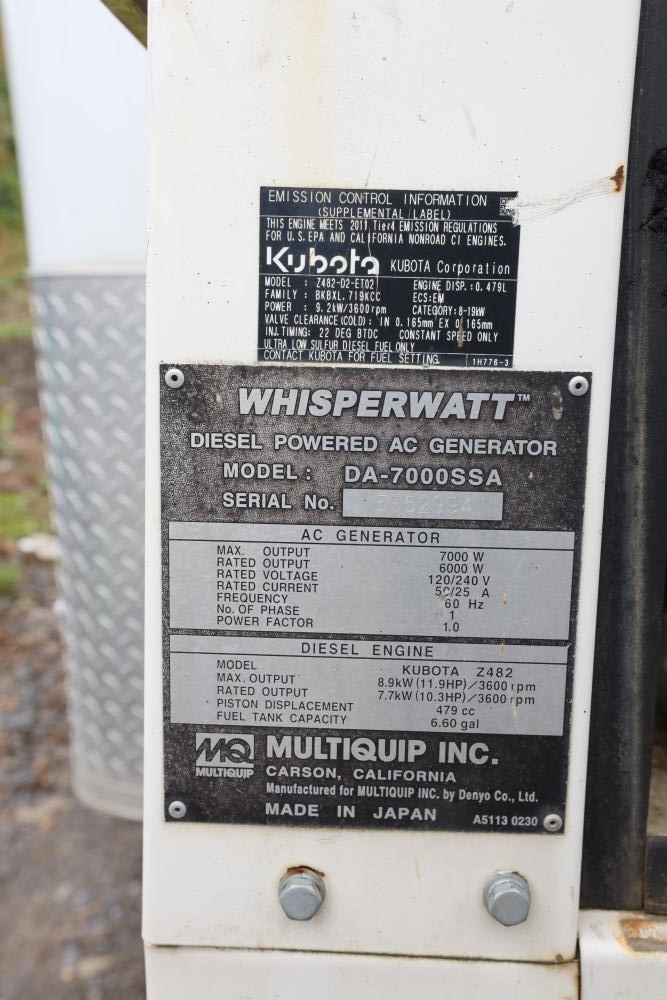 EMISSION CONTROL INFORMATION
(SUPPLEMENTAL LABEL)
THIS ENGINE MEETS 2011 Tier4 EMISSION REGULATIONS
FOR U.S.EPA AND CALIFORNIA NONROAD CI ENGINES.
Kubota KUBOTA Corporation
MODEL : Z482-D2-ET02 ENGINE DISP.:0.479L
FAMILY : BKBXL.719KCC ECS:EM
POWER : 9.2kW/3600rpm CATEGORY:8-19kW
VALVE CLEARANCE(COLD): IN 0.165mm EX 0.165mm
INJ.TIMING: 22 DEG BTDC CONSTANT SPEED ONLY
ULTRA LOW SULFUR DIESEL FUEL ONLY
CONTACT KUBOTA FOR FUEL SETTING. 1H776-3
WHISPERWATT™
DIESEL POWERED AC GENERATOR
MODEL: DA-7000SSA
SERIAL No.
AC GENERATOR
MAX. OUTPUT 7000 W
RATED OUTPUT 6000 W
RATED VOLTAGE 120/240 V
RATED CURRENT 50/25 A
FREQUENCY 60 Hz
No. OF PHASE 1
POWER FACTOR 1.0
DIESEL ENGINE
MODEL KUBOTA Z482
MAX. OUTPUT 8.9kW(11.9HP)/3600rpm
RATED OUTPUT 7.7kW(10.3HP)/3600rpm
PISTON DISPLACEMENT 479 cc
FUEL TANK CAPACITY 6.60 gal
MQ MULTIQUIP MULTIQUIP INC.
CARSON, CALIFORNIA
Manufactured for MULTIQUIP INC. by Denyo Co., Ltd.
MADE IN JAPAN A5113 0230